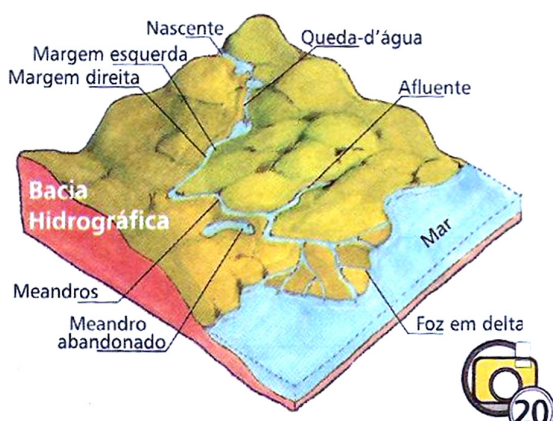 Nascente
Queda-d'água
Margem esquerda
Margem direita
Afluente
Bacia
Hidrográfica
Mar
Meandros
Meandro
abandonado
Foz em delta
20